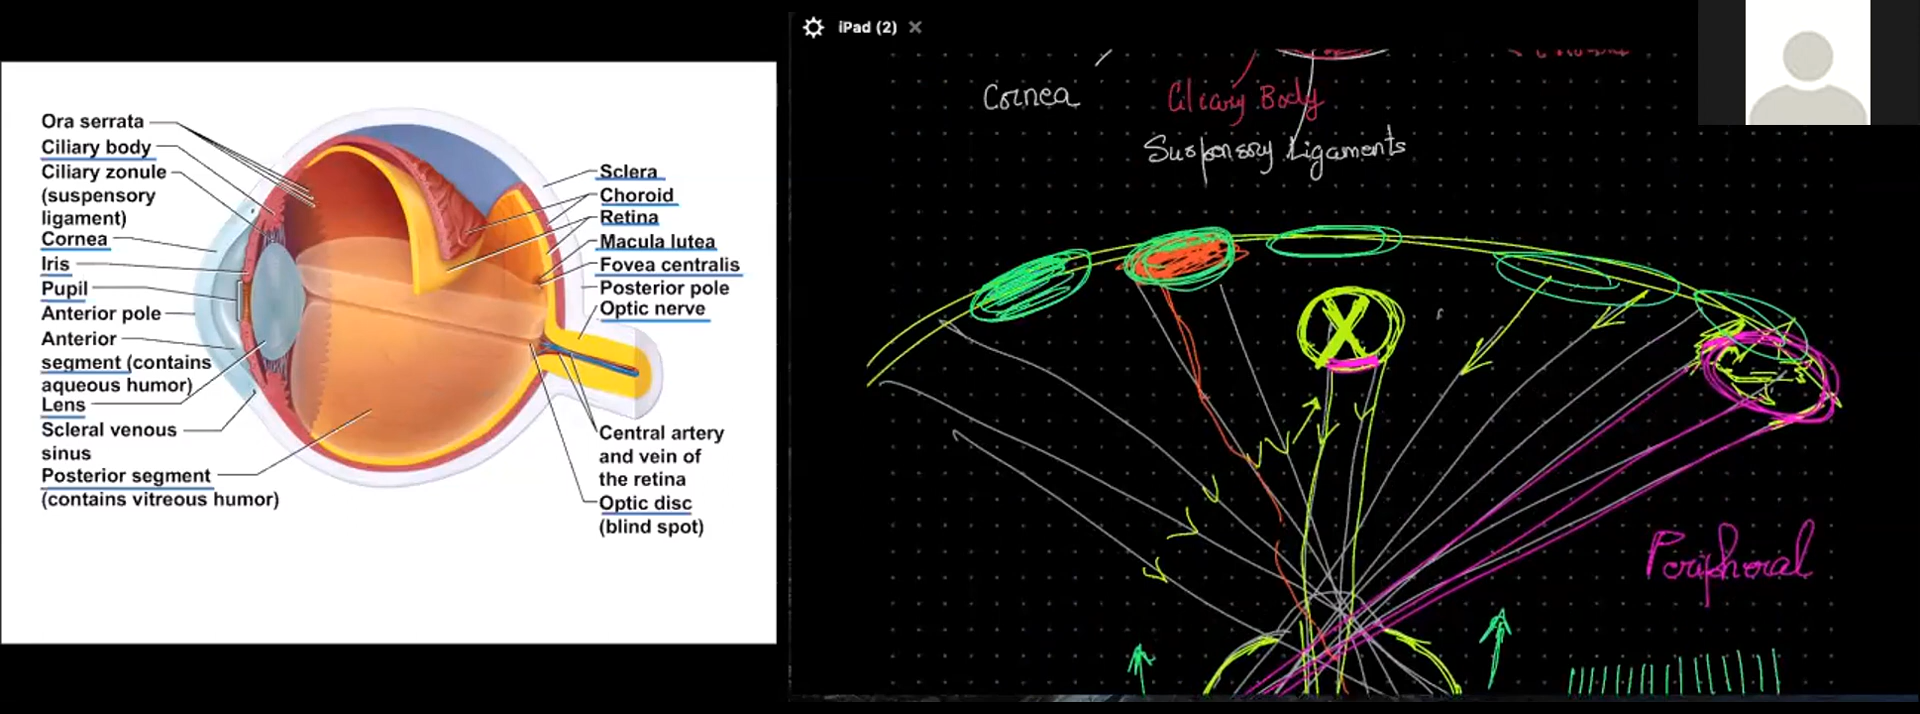 Ora serrata
Ciliary body
Ciliary zonule
(suspensory
ligament)
Cornea
Iris
Pupil
Anterior pole
Anterior
segment (contains
aqueous humor)
Lens
Scleral venous
sinus
Posterior segment
(contains vitreous humor)
Sclera
Choroid
Retina
Macula lutea
Fovea centralis
Posterior pole
Optic nerve
Central artery
and vein of
the retina
Optic disc
(blind spot)
iPad (2)
Cornea
Ciliary Body
Suspensory Ligaments
X
Peripheral